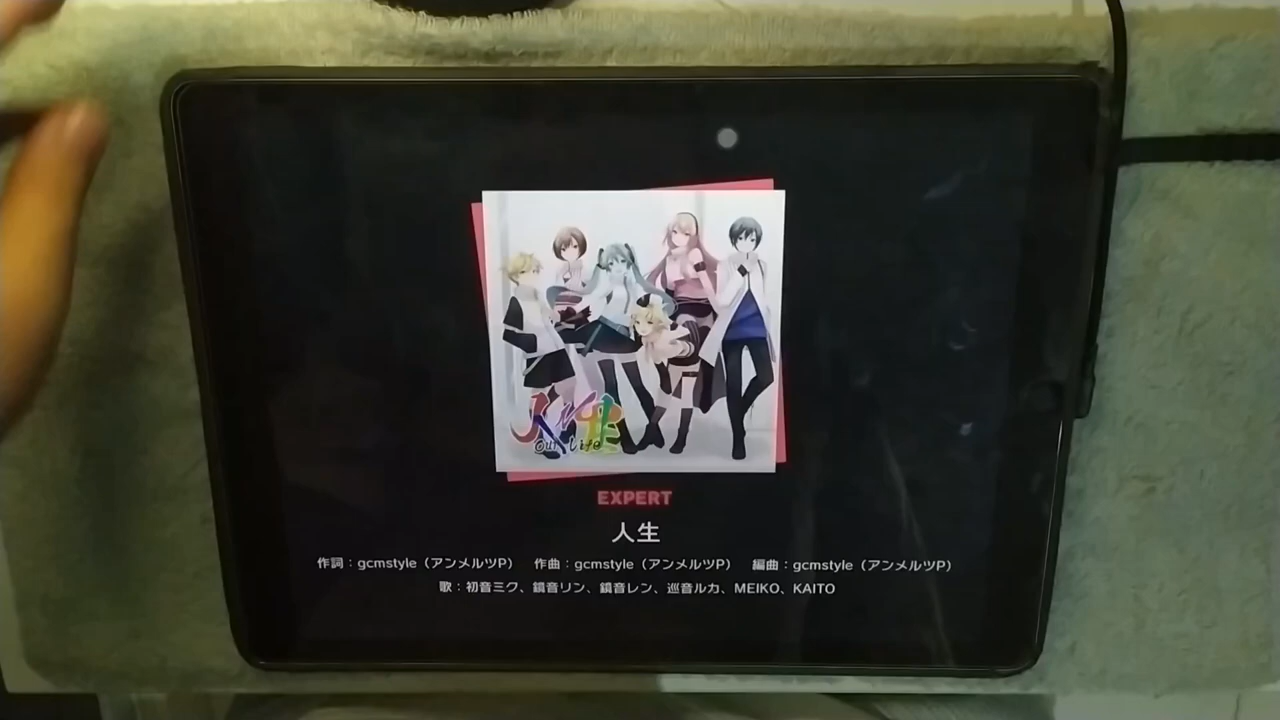 人生
Our Life
EXPERT
人生
作詞：gcmstyle（アンメルツP） 作曲：gcmstyle（アンメルツP） 編曲：gcmstyle（アンメルツP）
歌：初音ミク、鏡音リン、鏡音レン、巡音ルカ、MEIKO、KAITO